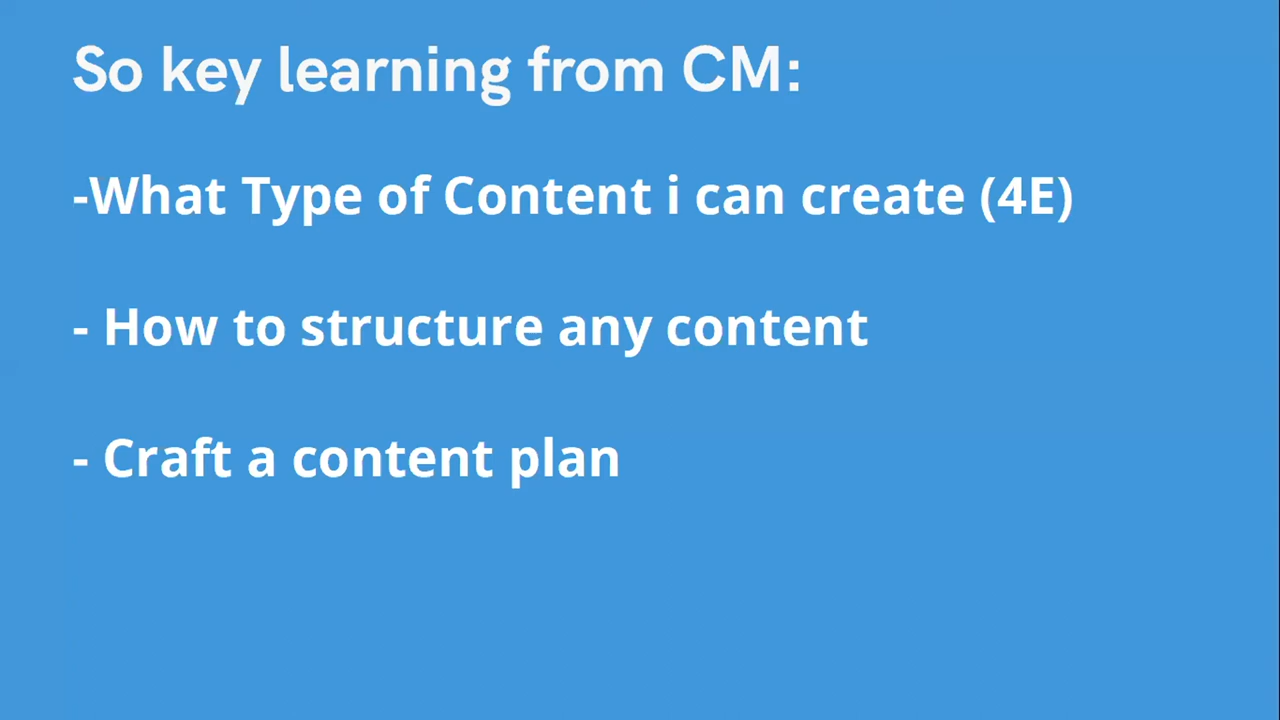 So key learning from CM:
-What Type of Content i can create (4E)
- How to structure any content
- Craft a content plan